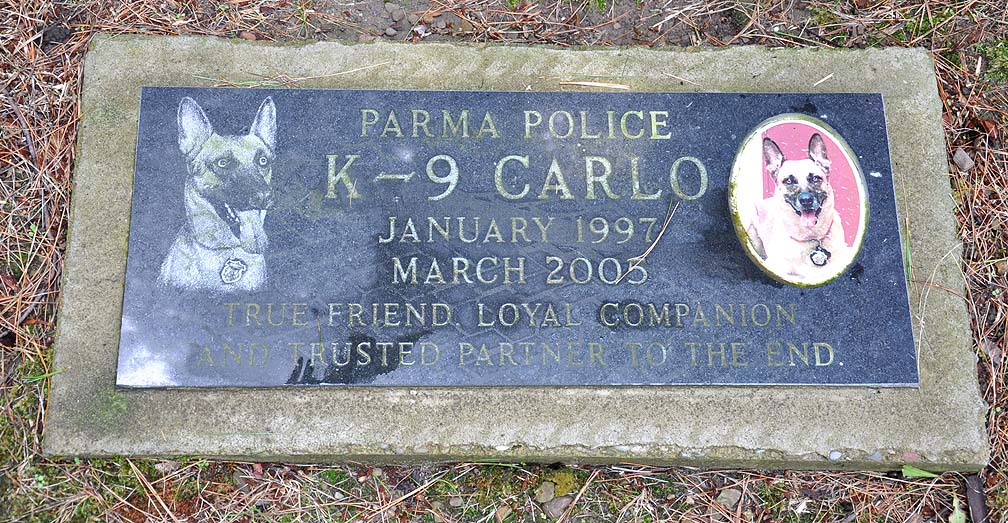 PARMA POLICE
K-9 CARLO
JANUARY 1997
MARCH 2005
TRUE FRIEND, LOYAL COMPANION
AND TRUSTED PARTNER TO THE END.